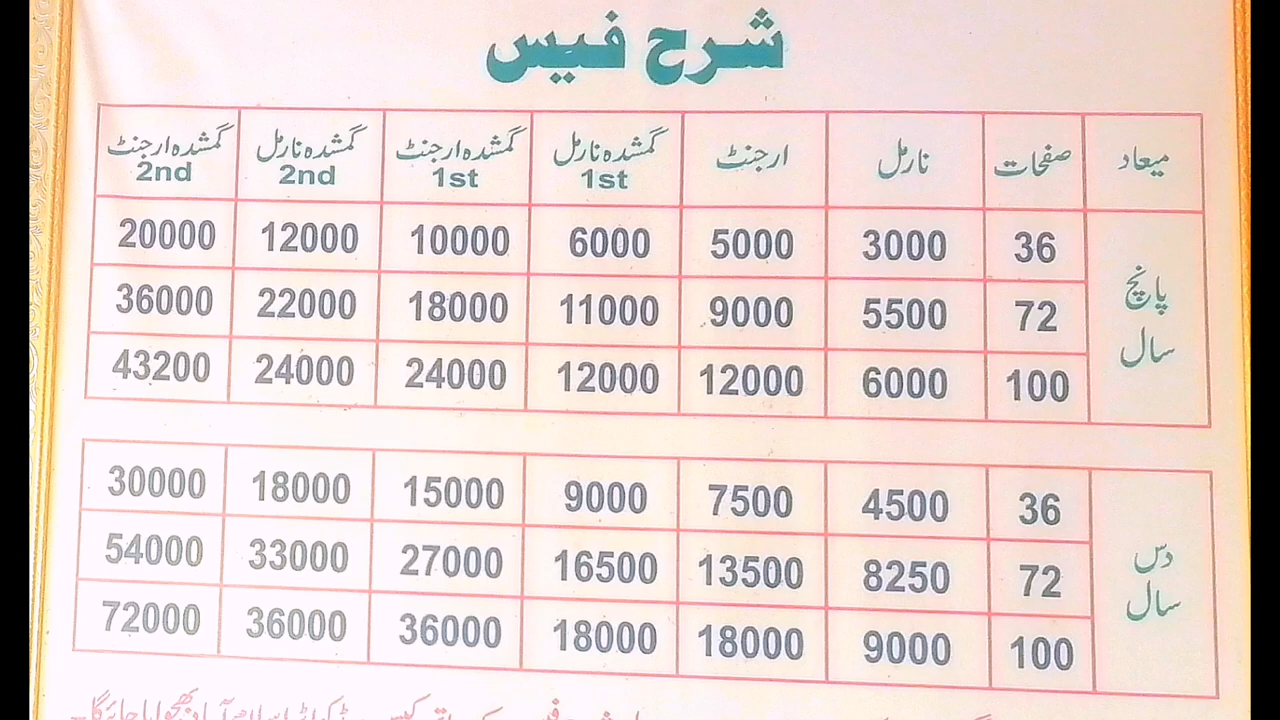 شرح فیس
میعاد صفحات نارمل ارجنٹ گمشدہ نارمل 1st گمشدہ ارجنٹ 1st گمشدہ نارمل 2nd گمشدہ ارجنٹ 2nd
پانچ سال
36 3000 5000 6000 10000 12000 20000
72 5500 9000 11000 18000 22000 36000
100 6000 12000 12000 24000 24000 43200
دس سال
36 4500 7500 9000 15000 18000 30000
72 8250 13500 16500 27000 33000 54000
100 9000 18000 18000 36000 36000 72000
بھجوایا جائے گا۔